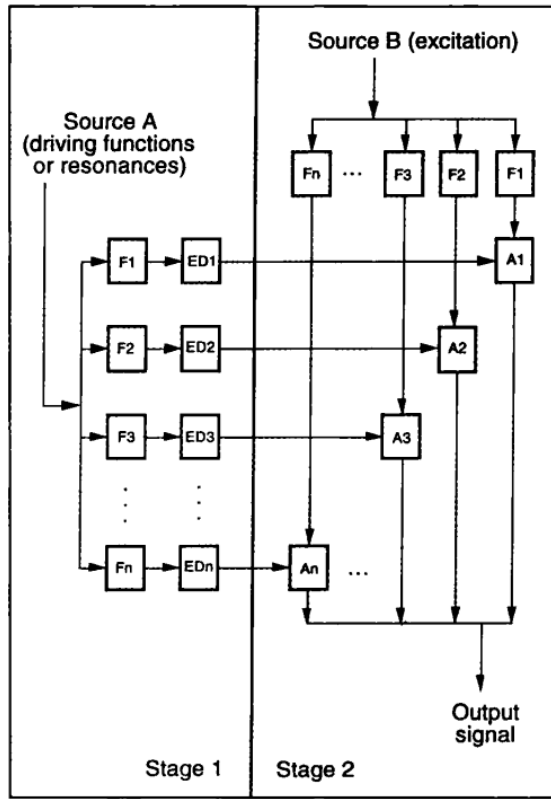 Source B (excitation)
Source A
(driving functions
or resonances)
Fn ... F3 F2 F1
F1 ED1 A1
F2 ED2 A2
F3 ED3 A3
Fn EDn An ...
Output
signal
Stage 1 Stage 2